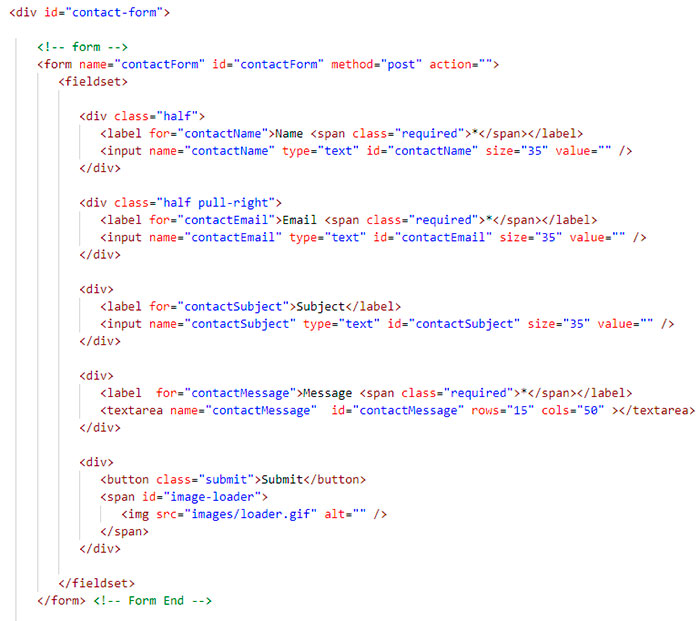 <div id="contact-form">
<!-- form -->
<form name="contactForm" id="contactForm" method="post" action="">
<fieldset>
<div class="half">
<label for="contactName">Name <span class="required">*</span></label>
<input name="contactName" type="text" id="contactName" size="35" value="" />
</div>
<div class="half pull-right">
<label for="contactEmail">Email <span class="required">*</span></label>
<input name="contactEmail" type="text" id="contactEmail" size="35" value="" />
</div>
<div>
<label for="contactSubject">Subject</label>
<input name="contactSubject" type="text" id="contactSubject" size="35" value="" />
</div>
<div>
<label  for="contactMessage">Message <span class="required">*</span></label>
<textarea name="contactMessage"  id="contactMessage" rows="15" cols="50" ></textarea>
</div>
<div>
<button class="submit">Submit</button>
<span id="image-loader">
<img src="images/loader.gif" alt="" />
</span>
</div>
</fieldset>
</form> <!-- Form End -->